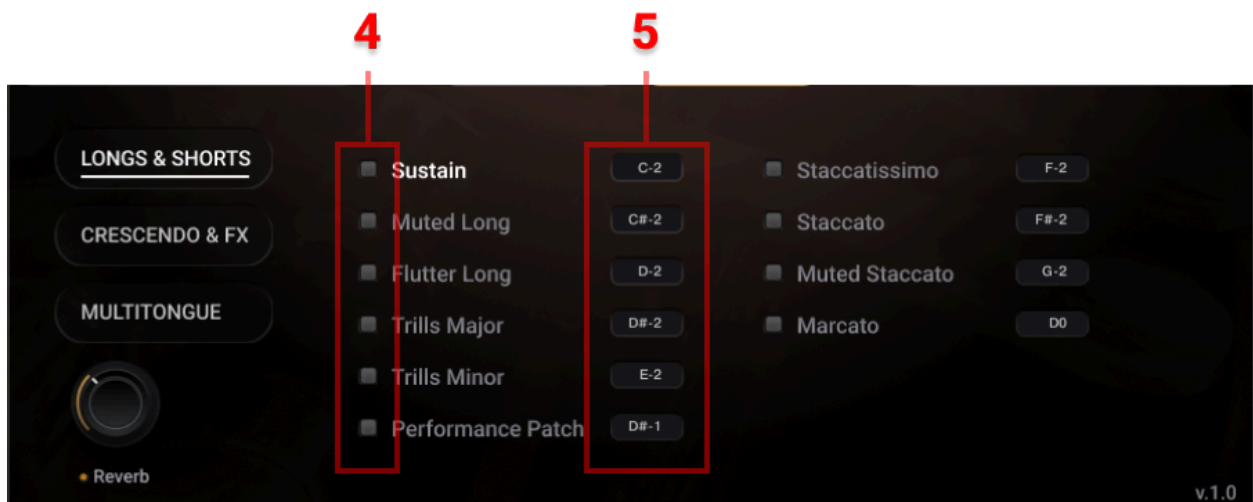 4 5
LONGS & SHORTS
CRESCENDO & FX
MULTITONGUE
Reverb
Sustain C-2
Muted Long C#-2
Flutter Long D-2
Trills Major D#-2
Trills Minor E-2
Performance Patch D#-1
Staccatissimo F-2
Staccato F#-2
Muted Staccato G-2
Marcato D0
v.1.0